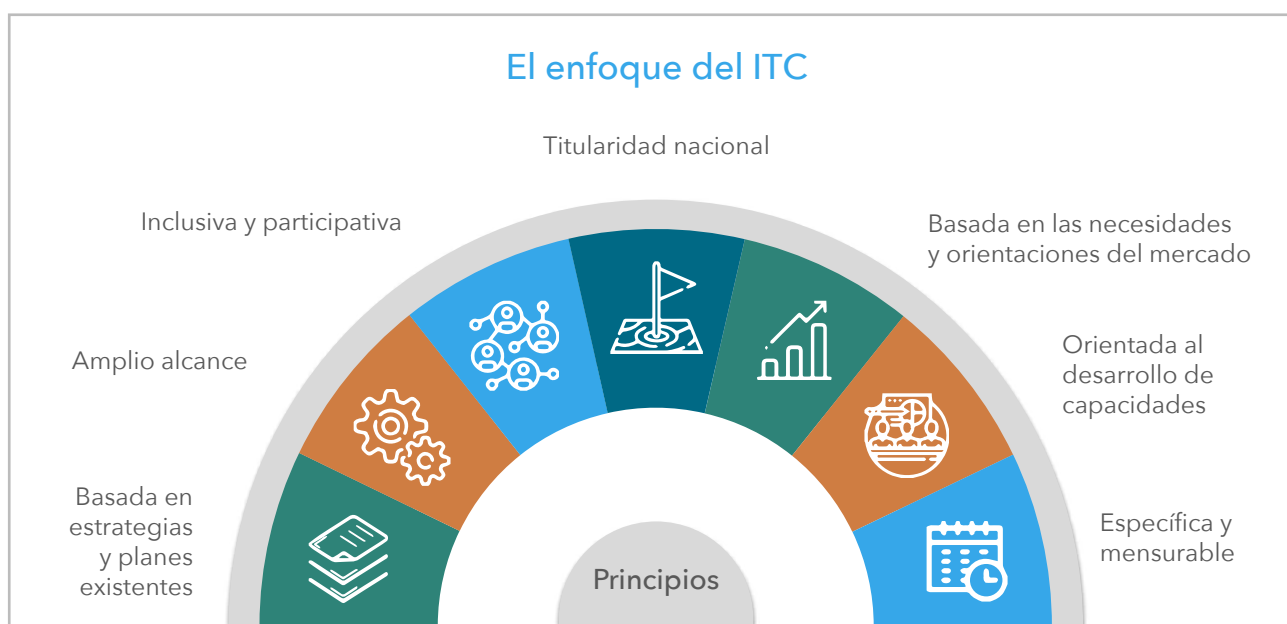 El enfoque del ITC
Titularidad nacional
Inclusiva y participativa
Basada en las necesidades
y orientaciones del mercado
Amplio alcance
Orientada al
desarrollo de
capacidades
Basada en
estrategias
y planes
existentes
Específica y
mensurable
Principios